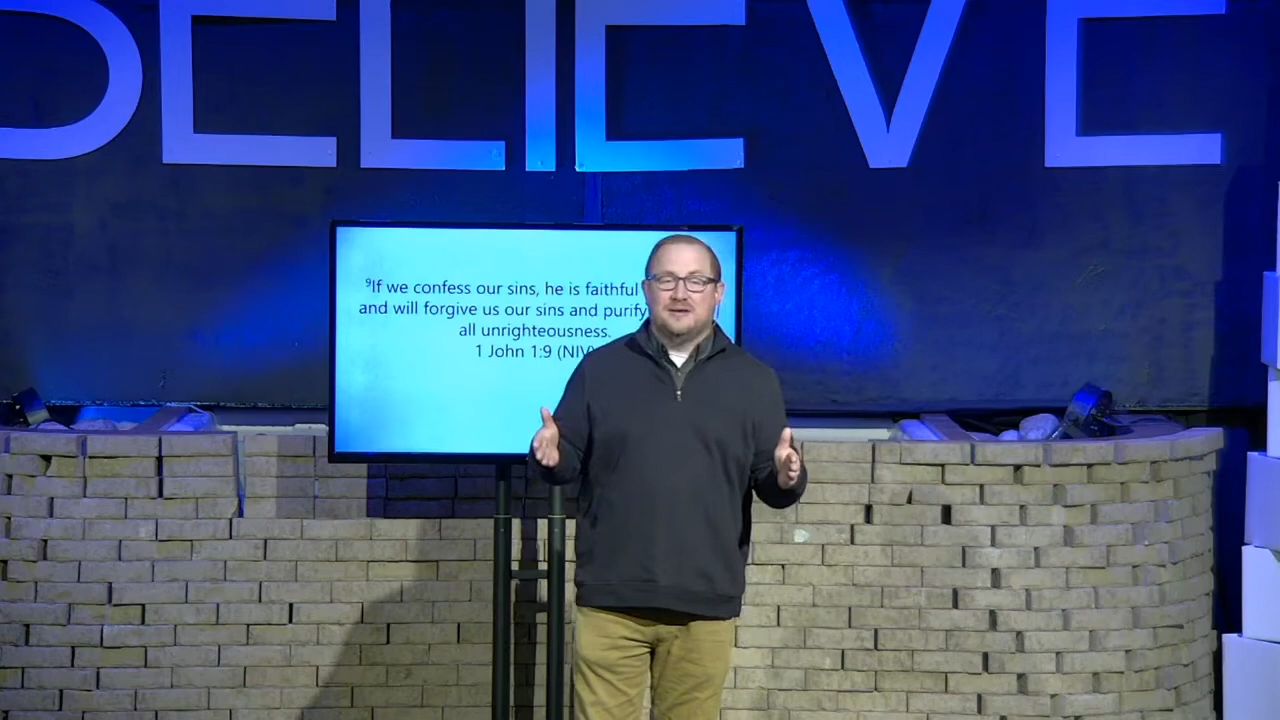 BELIEVE
⁹If we confess our sins, he is faithful
and will forgive us our sins and purify
all unrighteousness.
1 John 1:9 (NIV)